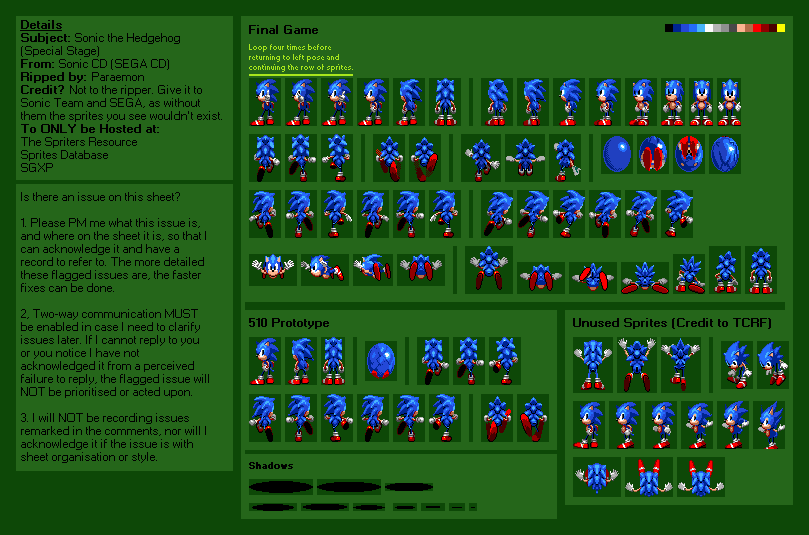 Details
Subject: Sonic the Hedgehog
(Special Stage)
From: Sonic CD (SEGA CD)
Ripped by: Paraemon
Credit? Not to the ripper. Give it to
Sonic Team and SEGA, as without
them the sprites you see wouldn't exist.
To ONLY be Hosted at:
The Spriters Resource
Sprites Database
SGXP
Is there an issue on this sheet?
1. Please PM me what this issue is,
and where on the sheet it is, so that I
can acknowledge it and have a
record to refer to. The more detailed
these flagged issues are, the faster
fixes can be done.
2, Two-way communication MUST
be enabled in case I need to clarify
issues later. If I cannot reply to you
or you notice I have not
acknowledged it from a perceived
failure to reply, the flagged issue will
NOT be prioritised or acted upon.
3. I will NOT be recording issues
remarked in the comments, nor will I
acknowledge it if the issue is with
sheet organisation or style.
Final Game
Loop four times before
returning to left pose and
continuing the row of sprites.
510 Prototype
Unused Sprites (Credit to TCRF)
Shadows